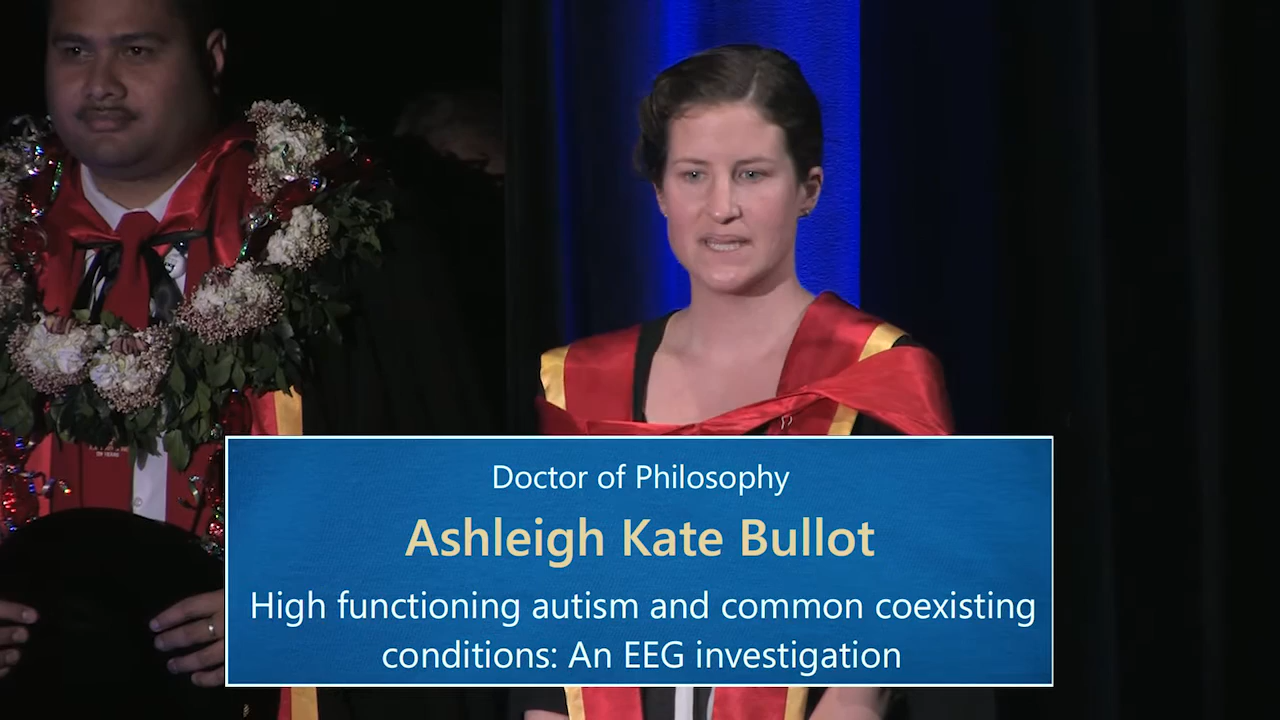 Doctor of Philosophy
Ashleigh Kate Bullot
High functioning autism and common coexisting
conditions: An EEG investigation